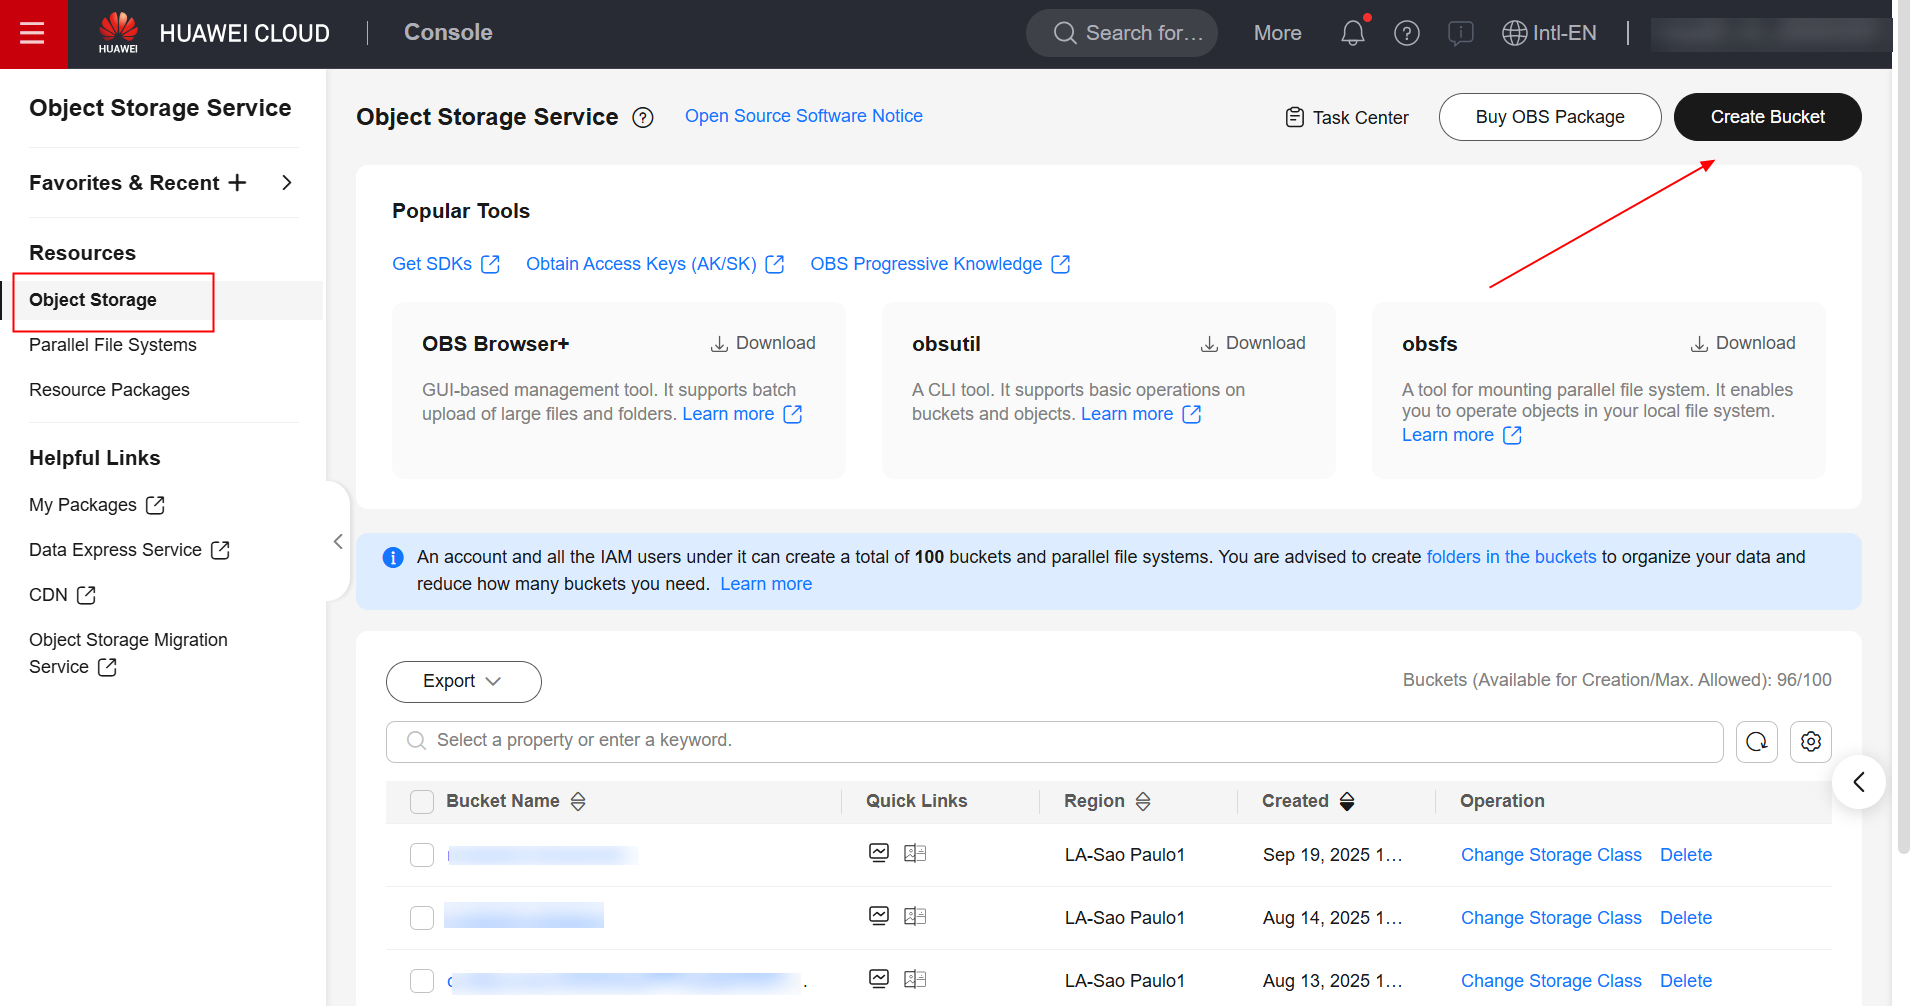 HUAWEI
HUAWEI CLOUD
Console
Search for…
More
Intl-EN
Object Storage Service
Favorites & Recent
Resources
Object Storage
Parallel File Systems
Resource Packages
Helpful Links
My Packages
Data Express Service
CDN
Object Storage Migration
Service
Object Storage Service
Open Source Software Notice
Task Center
Buy OBS Package
Create Bucket
Popular Tools
Get SDKs
Obtain Access Keys (AK/SK)
OBS Progressive Knowledge
OBS Browser+
Download
GUI-based management tool. It supports batch
upload of large files and folders. Learn more
obsutil
Download
A CLI tool. It supports basic operations on
buckets and objects. Learn more
obsfs
Download
A tool for mounting parallel file system. It enables
you to operate objects in your local file system.
Learn more
An account and all the IAM users under it can create a total of 100 buckets and parallel file systems. You are advised to create folders in the buckets to organize your data and
reduce how many buckets you need. Learn more
Export
Buckets (Available for Creation/Max. Allowed): 96/100
Select a property or enter a keyword.
Bucket Name Quick Links Region Created Operation
LA-Sao Paulo1 Sep 19, 2025 1… Change Storage Class Delete
LA-Sao Paulo1 Aug 14, 2025 1… Change Storage Class Delete
LA-Sao Paulo1 Aug 13, 2025 1… Change Storage Class Delete